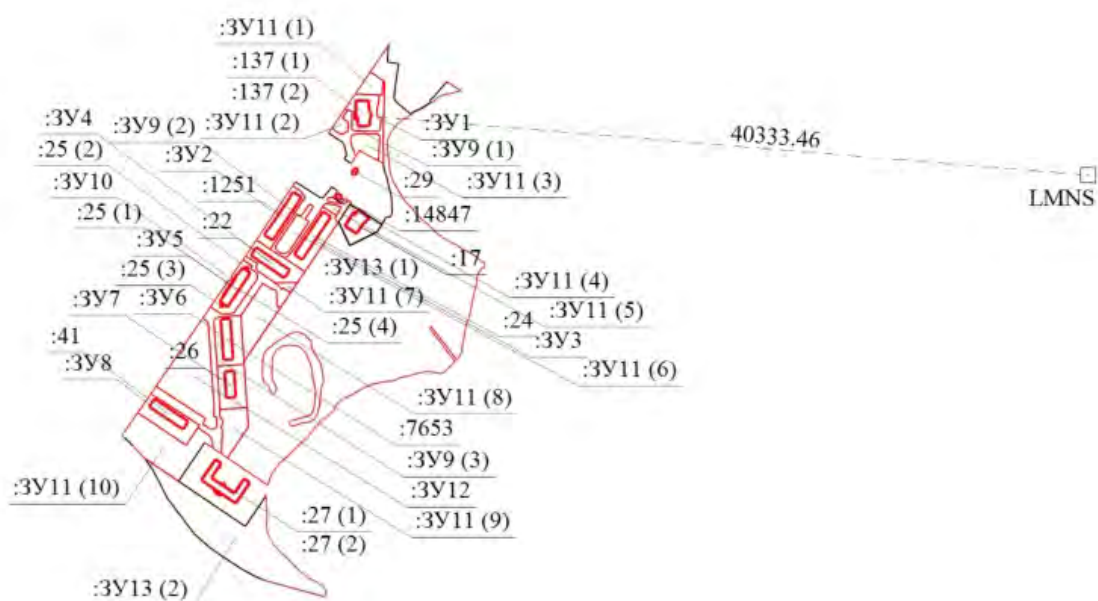 :ЗУ11 (1)
:137 (1)
:137 (2)
:ЗУ4
:ЗУ9 (2)
:ЗУ11 (2)
:ЗУ1
40333.46
:25 (2)
:ЗУ2
:ЗУ9 (1)
:ЗУ10
:1251
:29
:ЗУ11 (3)
LMNS
:25 (1)
:22
:14847
:ЗУ5
:17
:25 (3)
:ЗУ13 (1)
:ЗУ11 (4)
:ЗУ7
:ЗУ6
:ЗУ11 (7)
:ЗУ11 (5)
:25 (4)
:24
:41
:26
:ЗУ3
:ЗУ8
:ЗУ11 (6)
:ЗУ11 (8)
:7653
:ЗУ9 (3)
:ЗУ11 (10)
:ЗУ12
:27 (1)
:ЗУ11 (9)
:27 (2)
:ЗУ13 (2)